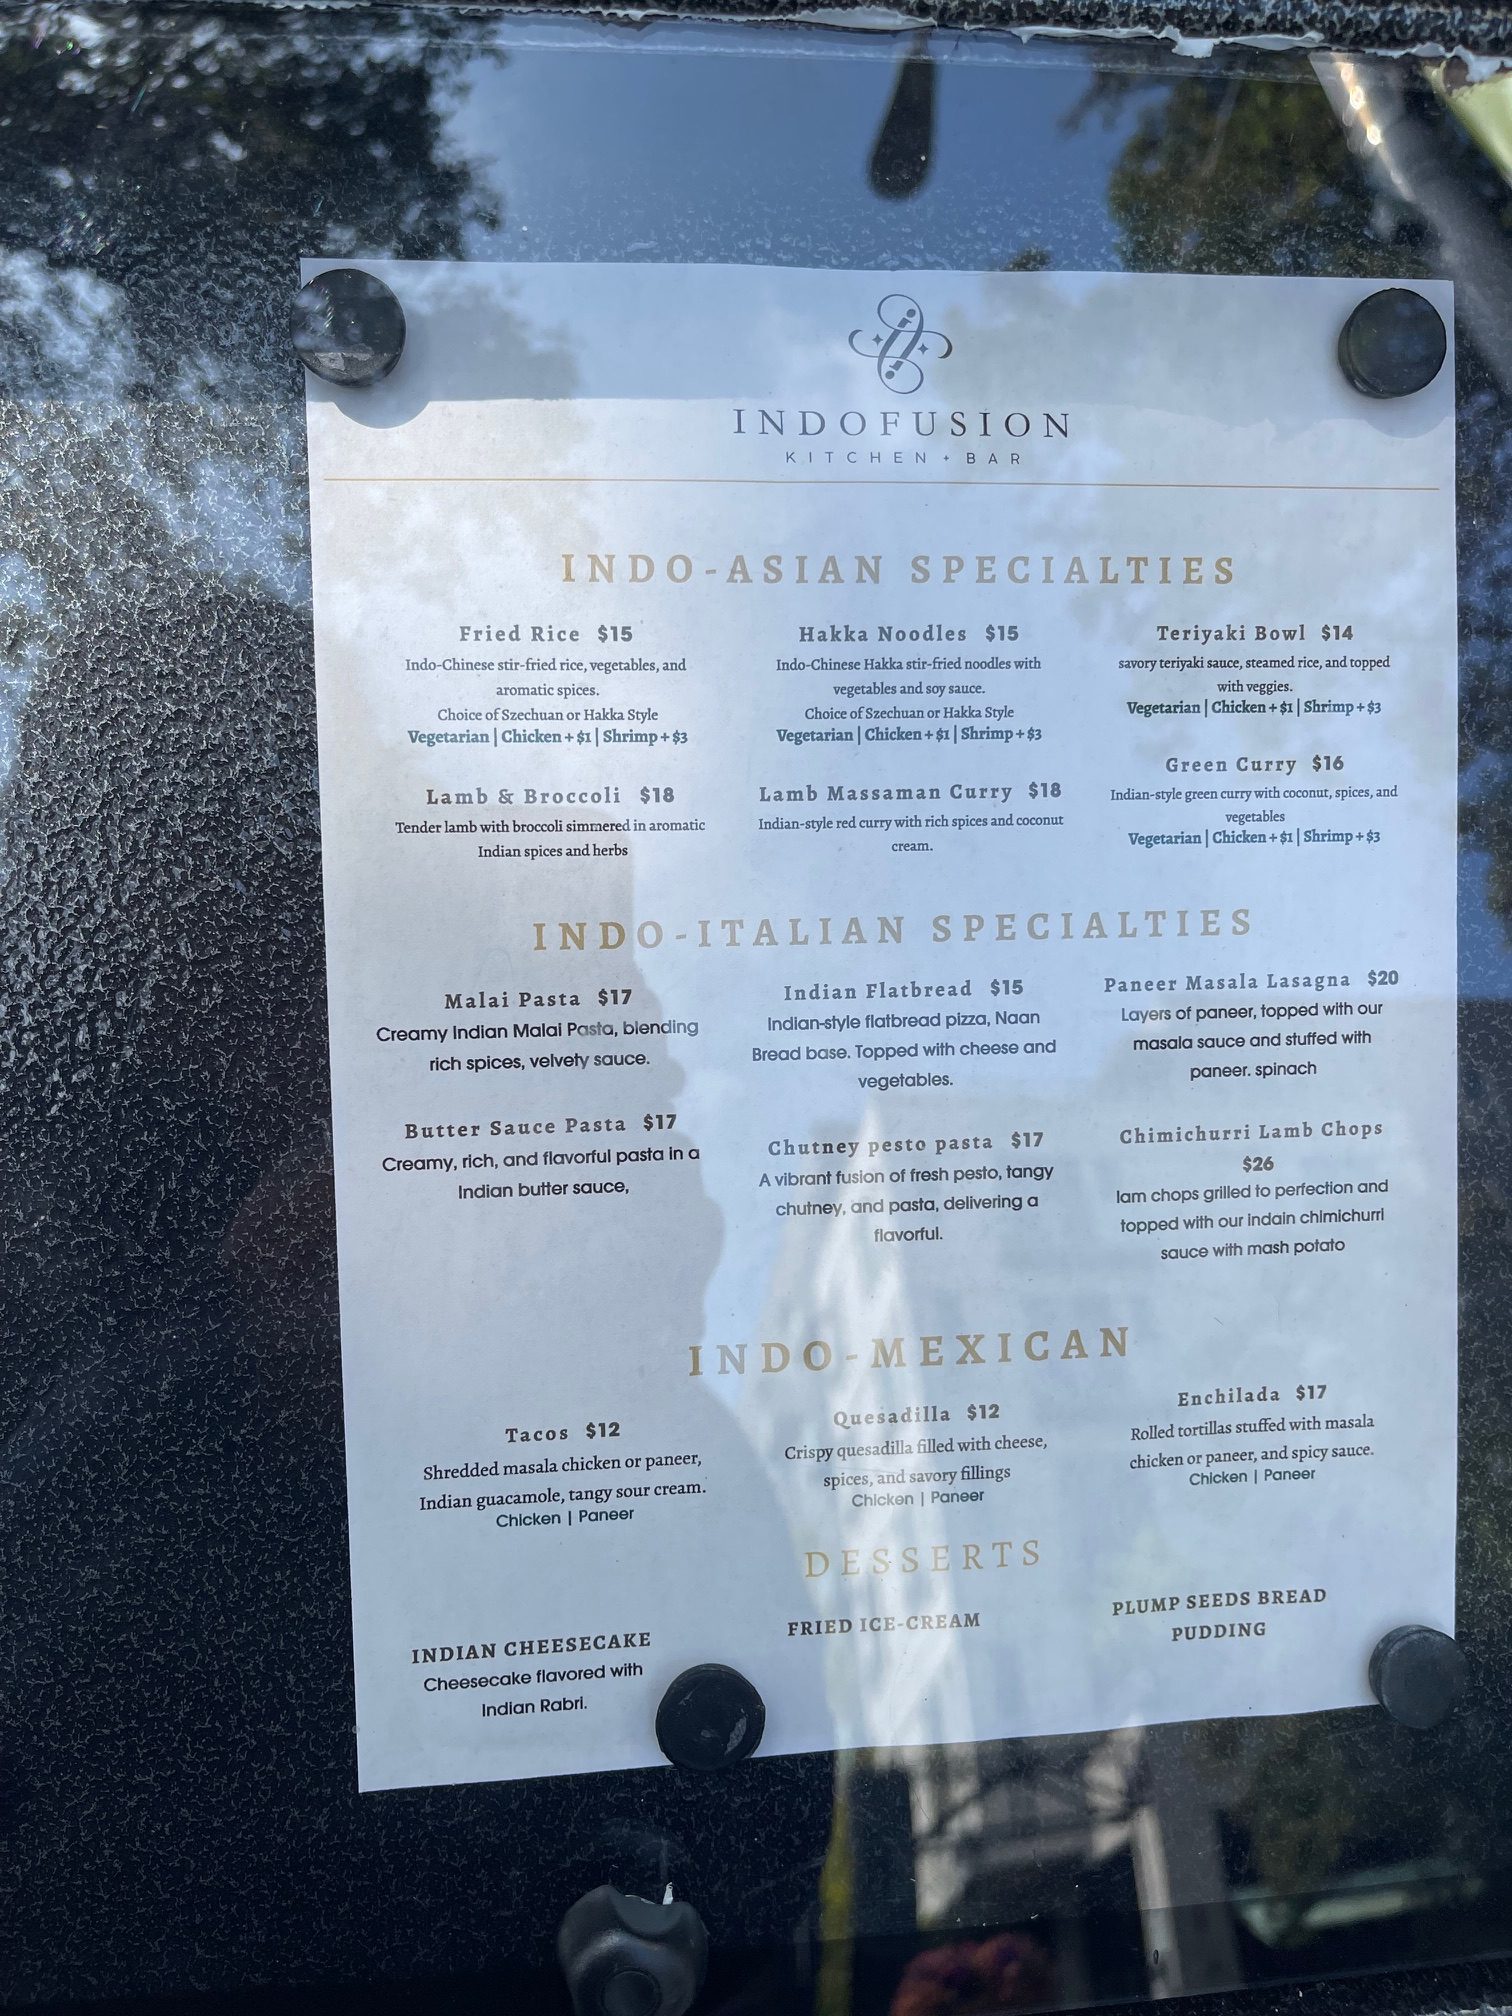 INDOFUSION
KITCHEN + BAR
INDO-ASIAN SPECIALTIES
Fried Rice $15
Indo-Chinese stir-fried rice, vegetables, and
aromatic spices.
Choice of Szechuan or Hakka Style
Vegetarian | Chicken + $1 | Shrimp + $3
Lamb & Broccoli $18
Tender lamb with broccoli simmered in aromatic
Indian spices and herbs
Hakka Noodles $15
Indo-Chinese Hakka stir-fried noodles with
vegetables and soy sauce.
Choice of Szechuan or Hakka Style
Vegetarian | Chicken + $1 | Shrimp + $3
Lamb Massaman Curry $18
Indian-style red curry with rich spices and coconut
cream.
Teriyaki Bowl $14
savory teriyaki sauce, steamed rice, and topped
with veggies.
Vegetarian | Chicken + $1 | Shrimp + $3
Green Curry $16
Indian-style green curry with coconut, spices, and
vegetables
Vegetarian | Chicken + $1 | Shrimp + $3
INDO-ITALIAN SPECIALTIES
Malai Pasta $17
Creamy Indian Malai Pasta, blending
rich spices, velvety sauce.
Butter Sauce Pasta $17
Creamy, rich, and flavorful pasta in a
Indian butter sauce,
Indian Flatbread $15
Indian-style flatbread pizza, Naan
Bread base. Topped with cheese and
vegetables.
Chutney pesto pasta $17
A vibrant fusion of fresh pesto, tangy
chutney, and pasta, delivering a
flavorful.
Paneer Masala Lasagna $20
Layers of paneer, topped with our
masala sauce and stuffed with
paneer. spinach
Chimichurri Lamb Chops
$26
lam chops grilled to perfection and
topped with our indain chimichurri
sauce with mash potato
INDO-MEXICAN
Tacos $12
Shredded masala chicken or paneer,
Indian guacamole, tangy sour cream.
Chicken | Paneer
Quesadilla $12
Crispy quesadilla filled with cheese,
spices, and savory fillings
Chicken | Paneer
Enchilada $17
Rolled tortillas stuffed with masala
chicken or paneer, and spicy sauce.
Chicken | Paneer
DESSERTS
INDIAN CHEESECAKE
Cheesecake flavored with
Indian Rabri.
FRIED ICE-CREAM
PLUMP SEEDS BREAD
PUDDING